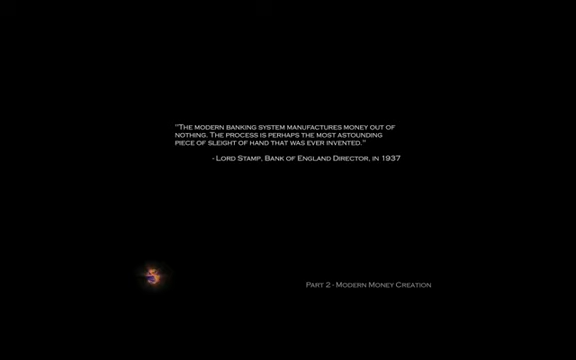 "The modern banking system manufactures money out of
nothing. The process is perhaps the most astounding
piece of sleight of hand that was ever invented."
- Lord Stamp, Bank of England Director, in 1937
Part 2 - Modern Money Creation